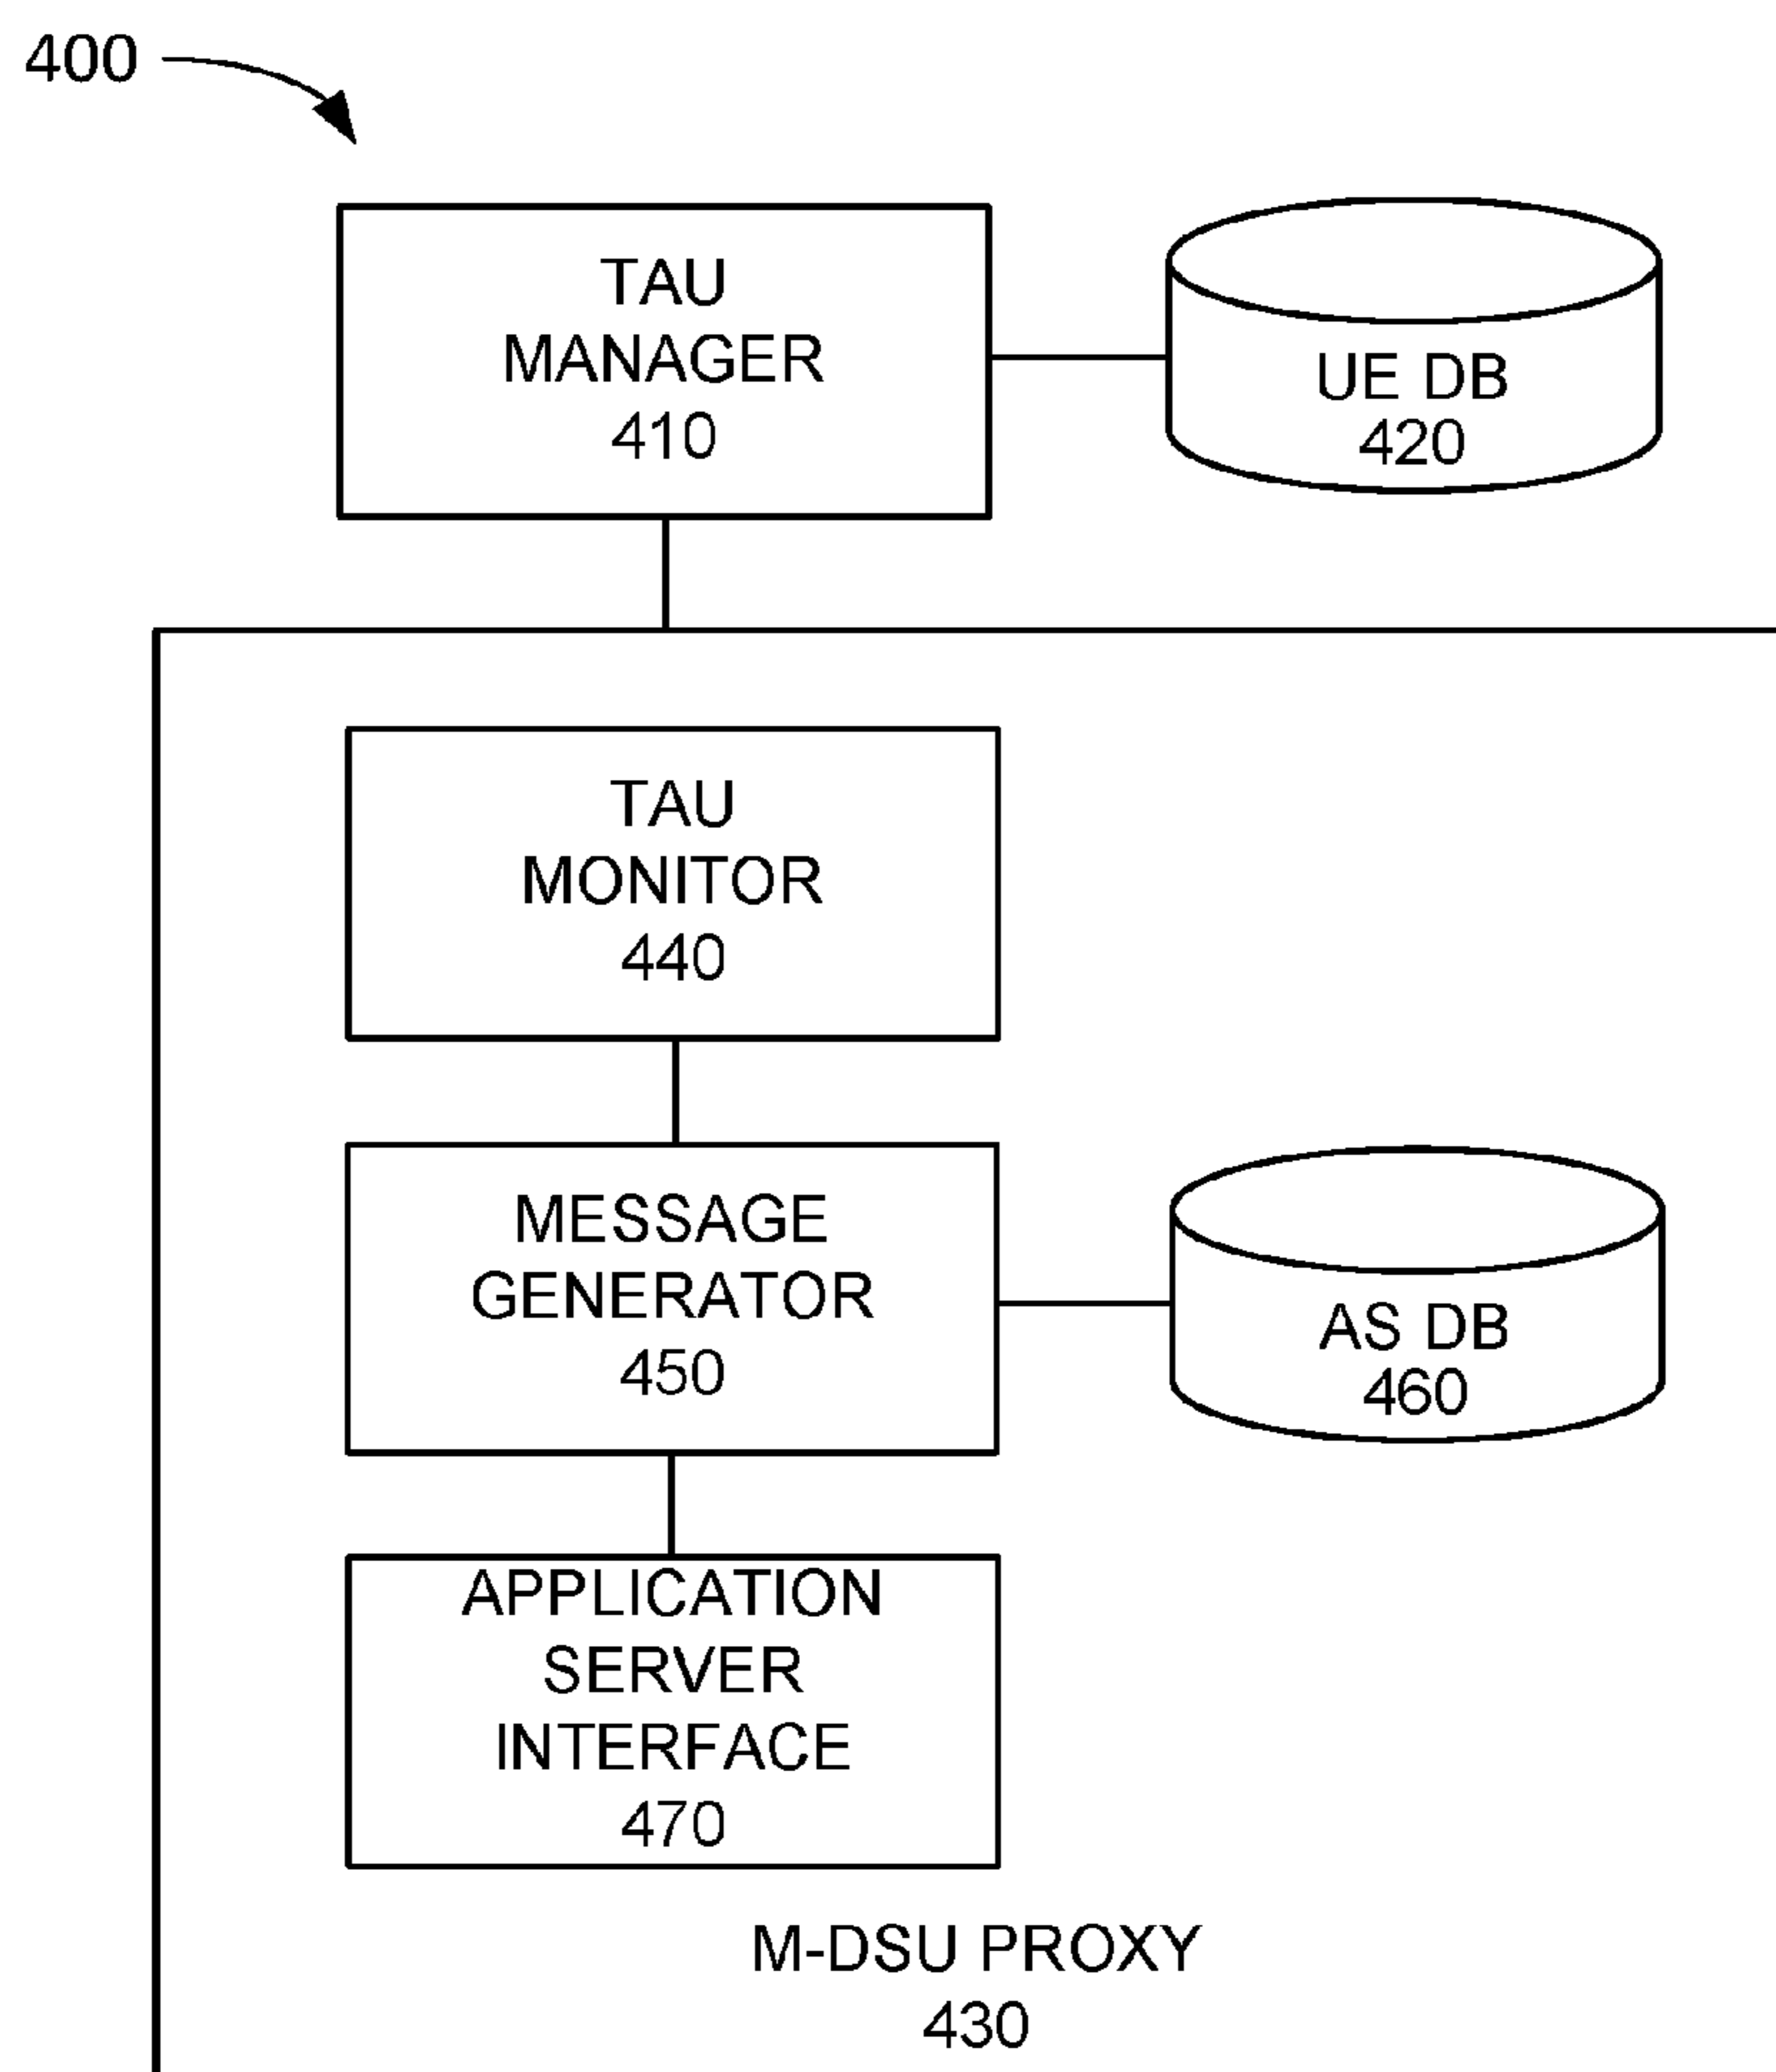 400
TAU
MANAGER
410
UE DB
420
TAU
MONITOR
440
MESSAGE
GENERATOR
450
AS DB
460
APPLICATION
SERVER
INTERFACE
470
M-DSU PROXY
430